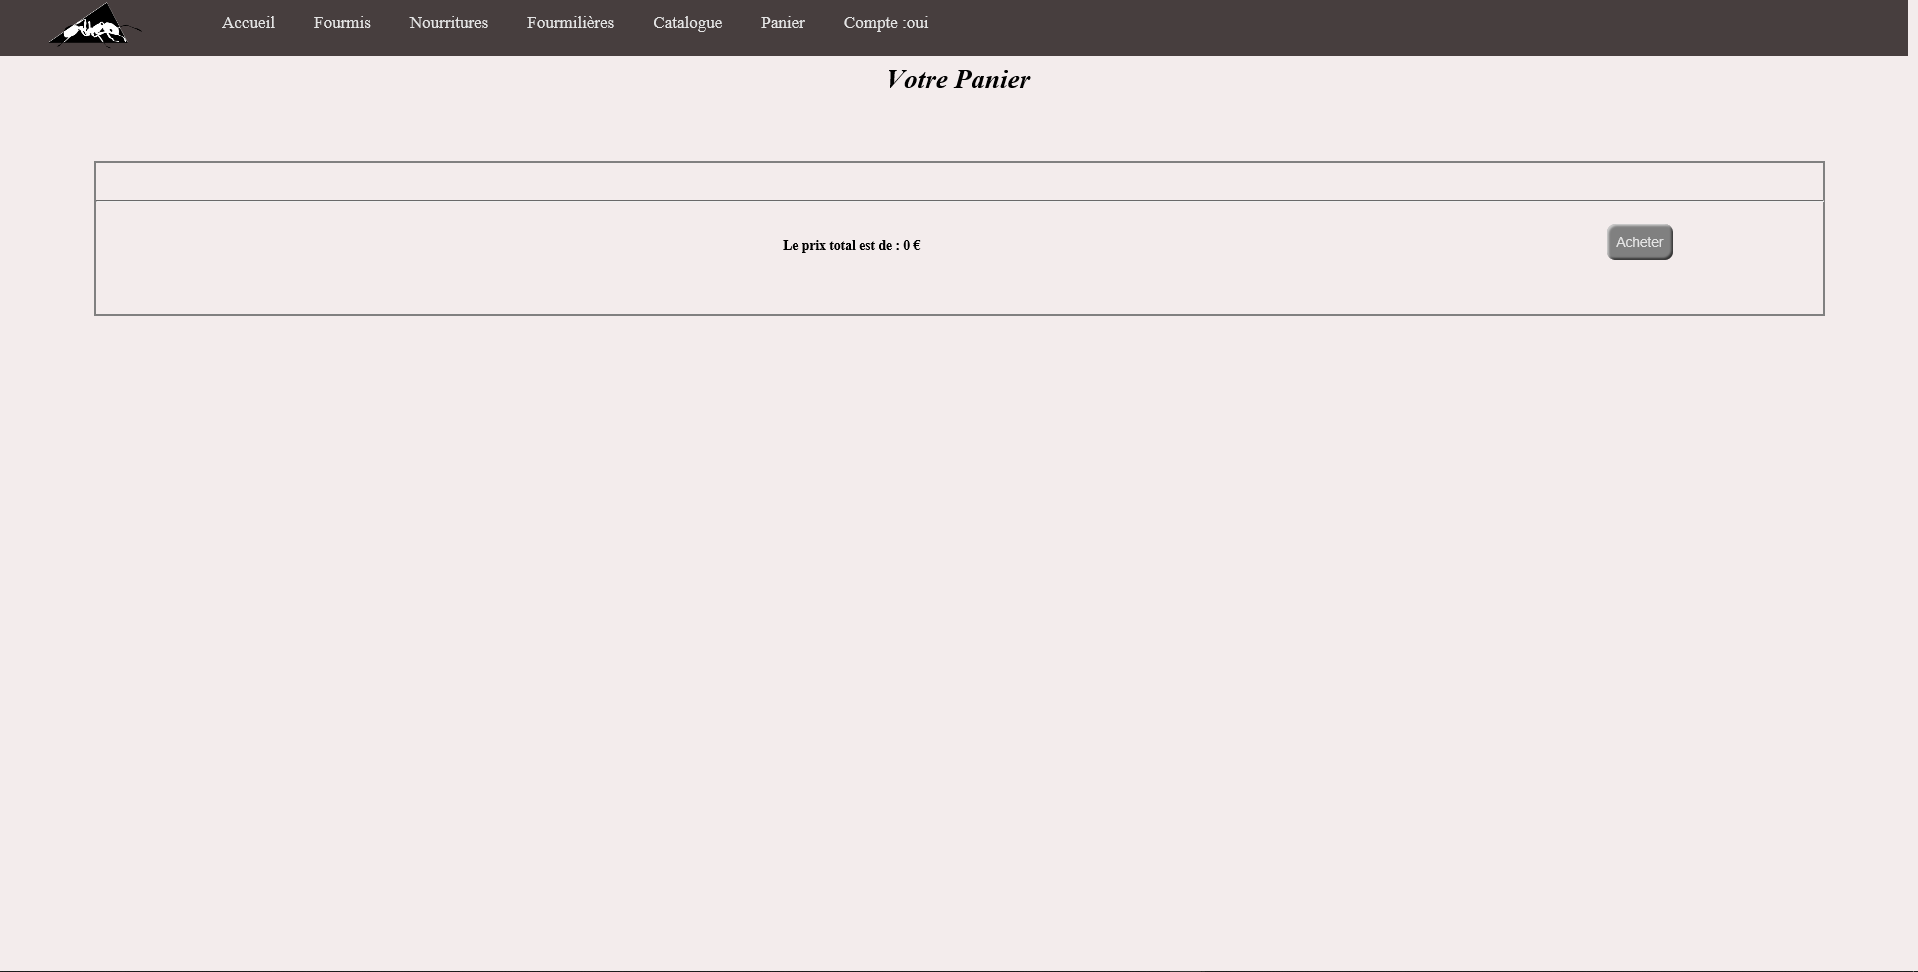 Accueil Fourmis Nourritures Fourmilières Catalogue Panier Compte :oui
Votre Panier
Le prix total est de : 0 €
Acheter